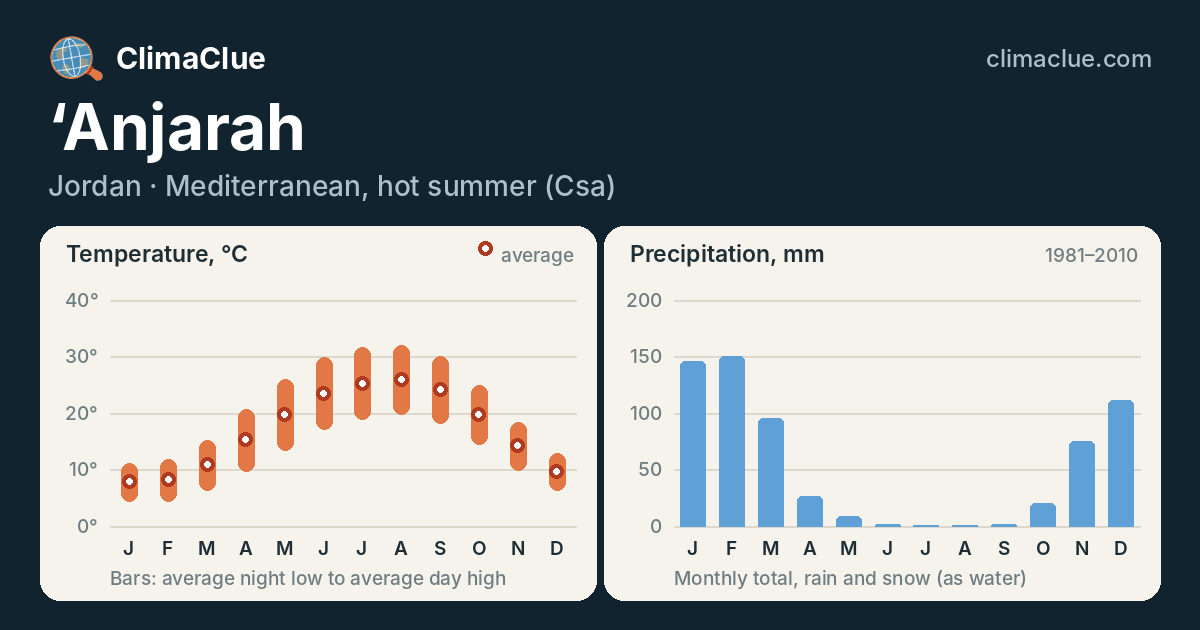 ClimaClue
climaclue.com
‘Anjarah
Jordan · Mediterranean, hot summer (Csa)
Temperature, °C
average
40°
30°
20°
10°
0°
J F M A M J J A S O N D
Bars: average night low to average day high
Precipitation, mm
1981–2010
200
150
100
50
0
J F M A M J J A S O N D
Monthly total, rain and snow (as water)